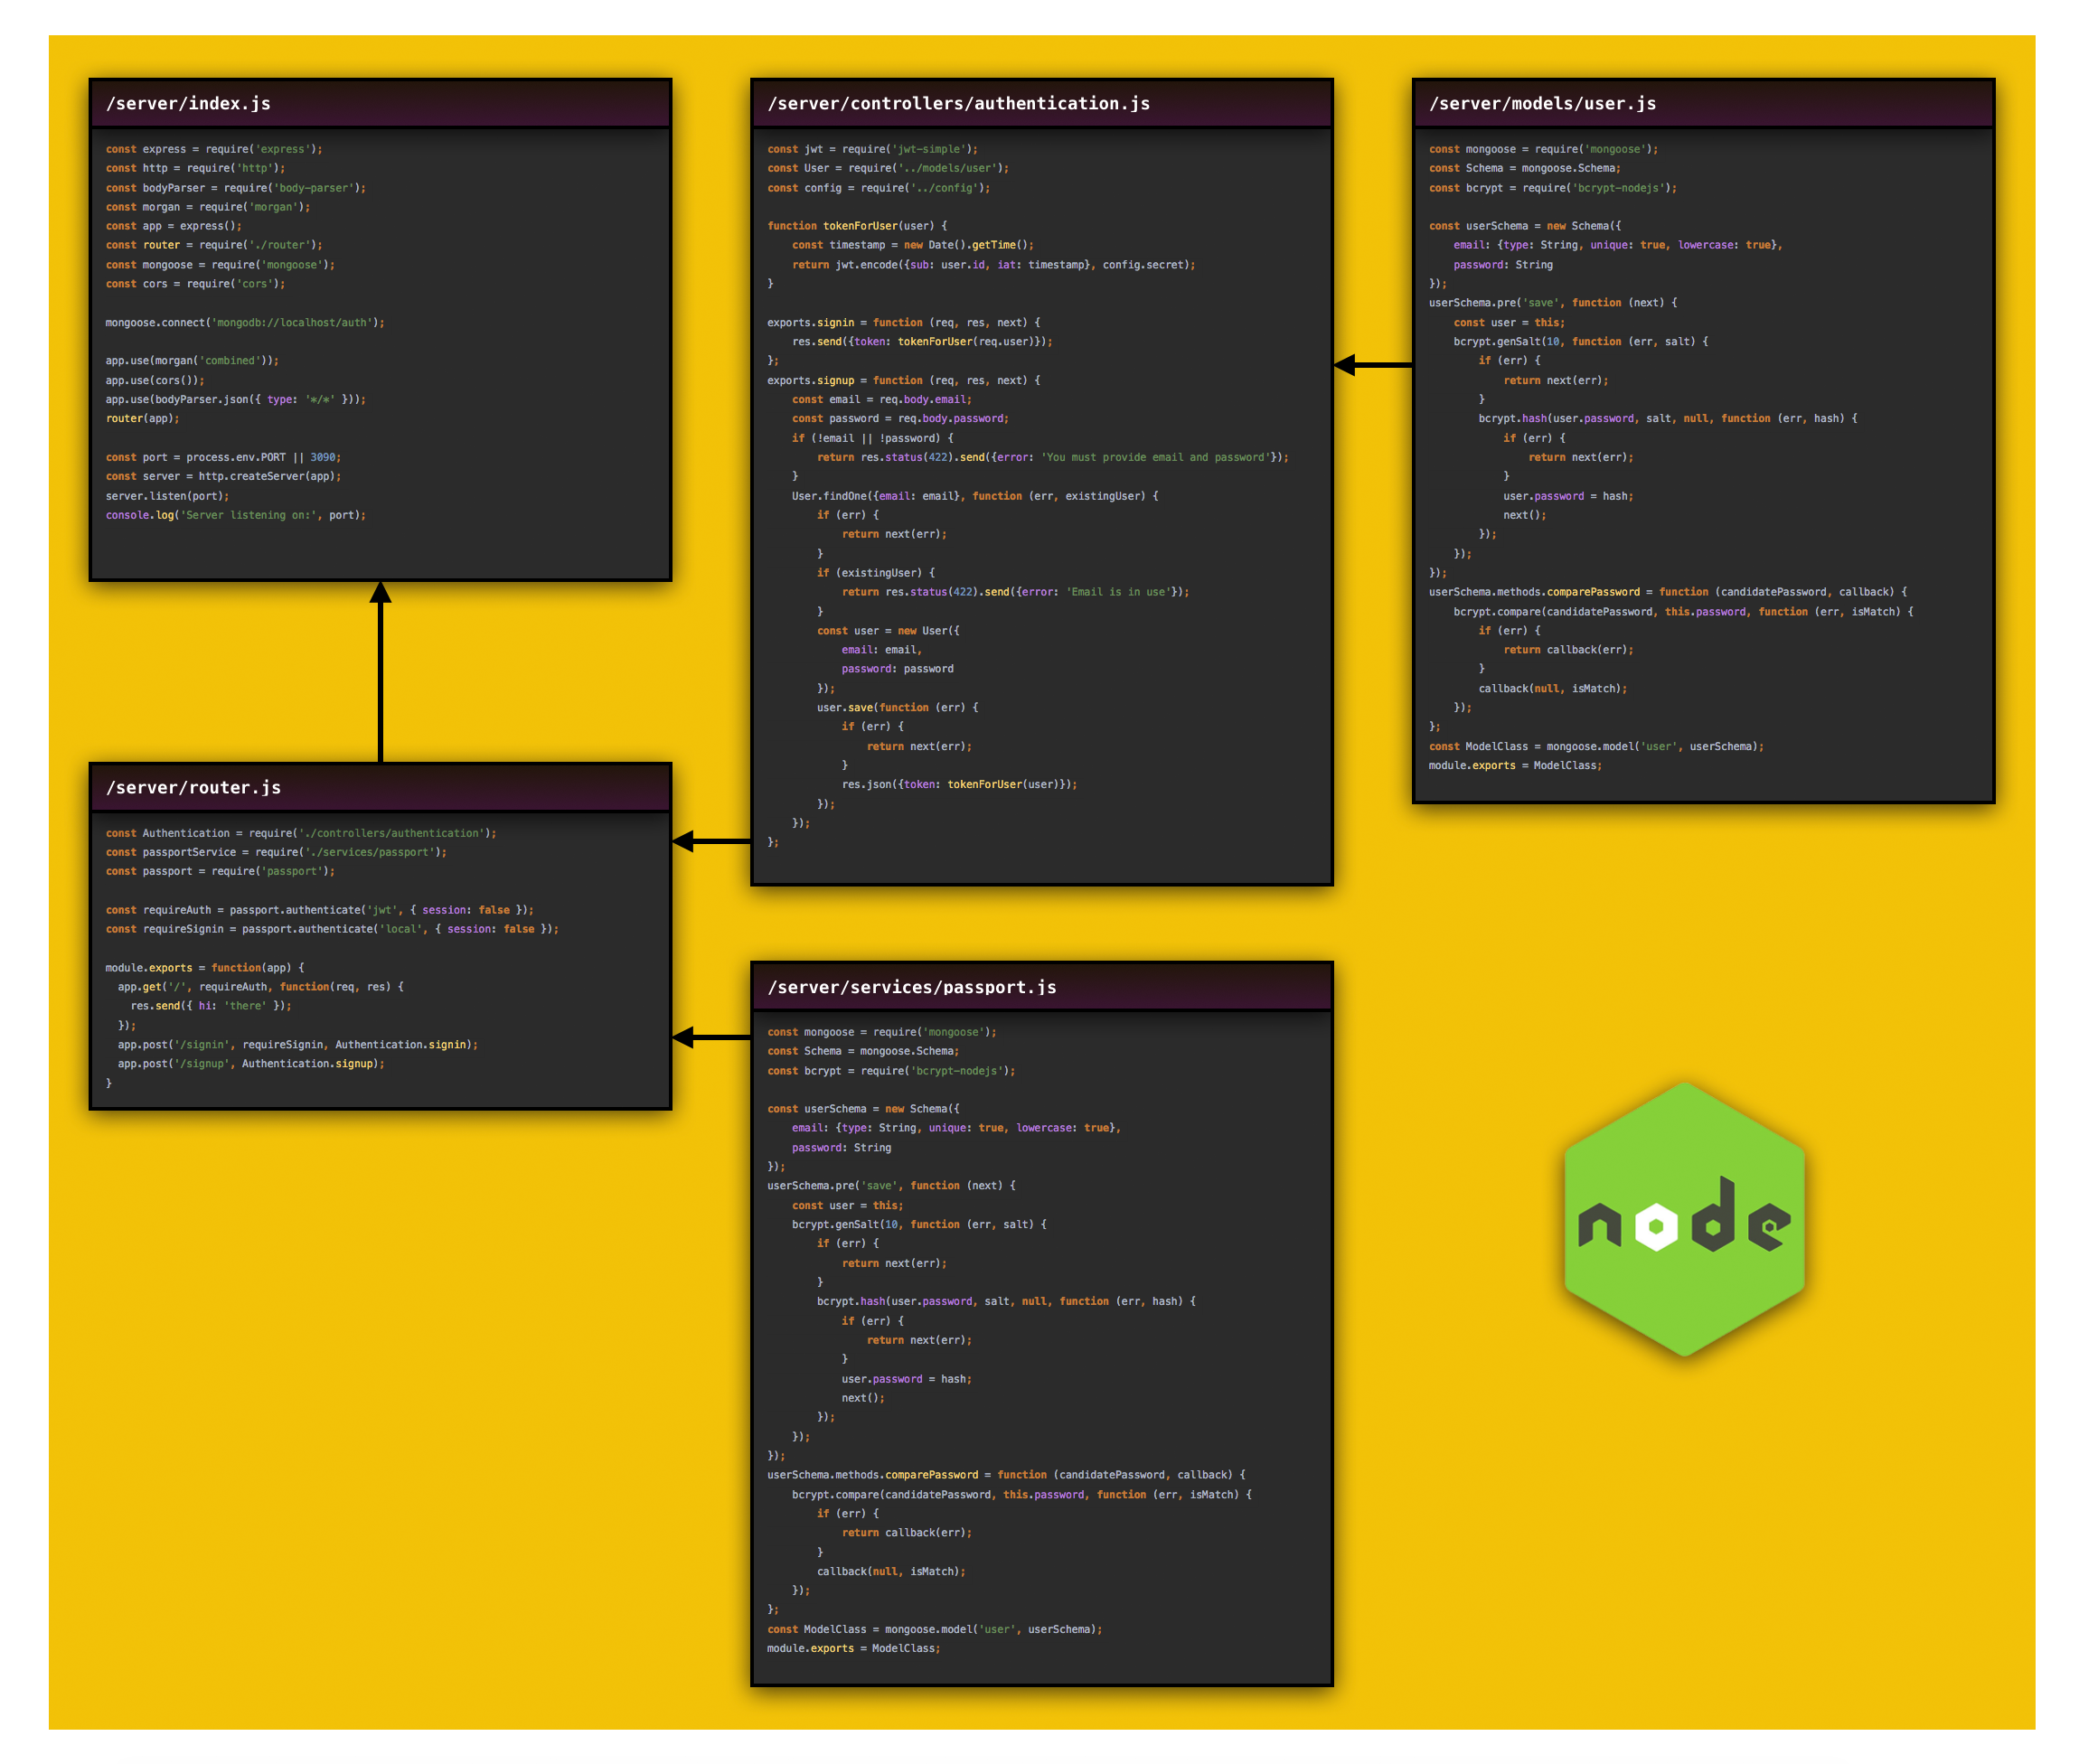 /server/index.js
const express = require('express');
const http = require('http');
const bodyParser = require('body-parser');
const morgan = require('morgan');
const app = express();
const router = require('./router');
const mongoose = require('mongoose');
const cors = require('cors');
mongoose.connect('mongodb://localhost/auth');
app.use(morgan('combined'));
app.use(cors());
app.use(bodyParser.json({ type: '*/*' }));
router(app);
const port = process.env.PORT || 3090;
const server = http.createServer(app);
server.listen(port);
console.log('Server listening on:', port);
/server/router.js
const Authentication = require('./controllers/authentication');
const passportService = require('./services/passport');
const passport = require('passport');
const requireAuth = passport.authenticate('jwt', { session: false });
const requireSignin = passport.authenticate('local', { session: false });
module.exports = function(app) {
  app.get('/', requireAuth, function(req, res) {
    res.send({ hi: 'there' });
  });
  app.post('/signin', requireSignin, Authentication.signin);
  app.post('/signup', Authentication.signup);
}
/server/controllers/authentication.js
const jwt = require('jwt-simple');
const User = require('../models/user');
const config = require('../config');
function tokenForUser(user) {
    const timestamp = new Date().getTime();
    return jwt.encode({sub: user.id, iat: timestamp}, config.secret);
}
exports.signin = function (req, res, next) {
    res.send({token: tokenForUser(req.user)});
};
exports.signup = function (req, res, next) {
    const email = req.body.email;
    const password = req.body.password;
    if (!email || !password) {
        return res.status(422).send({error: 'You must provide email and password'});
    }
    User.findOne({email: email}, function (err, existingUser) {
        if (err) {
            return next(err);
        }
        if (existingUser) {
            return res.status(422).send({error: 'Email is in use'});
        }
        const user = new User({
            email: email,
            password: password
        });
        user.save(function (err) {
            if (err) {
                return next(err);
            }
            res.json({token: tokenForUser(user)});
        });
    });
};
/server/services/passport.js
const mongoose = require('mongoose');
const Schema = mongoose.Schema;
const bcrypt = require('bcrypt-nodejs');
const userSchema = new Schema({
    email: {type: String, unique: true, lowercase: true},
    password: String
});
userSchema.pre('save', function (next) {
    const user = this;
    bcrypt.genSalt(10, function (err, salt) {
        if (err) {
            return next(err);
        }
        bcrypt.hash(user.password, salt, null, function (err, hash) {
            if (err) {
                return next(err);
            }
            user.password = hash;
            next();
        });
    });
});
userSchema.methods.comparePassword = function (candidatePassword, callback) {
    bcrypt.compare(candidatePassword, this.password, function (err, isMatch) {
        if (err) {
            return callback(err);
        }
        callback(null, isMatch);
    });
};
const ModelClass = mongoose.model('user', userSchema);
module.exports = ModelClass;
/server/models/user.js
const mongoose = require('mongoose');
const Schema = mongoose.Schema;
const bcrypt = require('bcrypt-nodejs');
const userSchema = new Schema({
    email: {type: String, unique: true, lowercase: true},
    password: String
});
userSchema.pre('save', function (next) {
    const user = this;
    bcrypt.genSalt(10, function (err, salt) {
        if (err) {
            return next(err);
        }
        bcrypt.hash(user.password, salt, null, function (err, hash) {
            if (err) {
                return next(err);
            }
            user.password = hash;
            next();
        });
    });
});
userSchema.methods.comparePassword = function (candidatePassword, callback) {
    bcrypt.compare(candidatePassword, this.password, function (err, isMatch) {
        if (err) {
            return callback(err);
        }
        callback(null, isMatch);
    });
};
const ModelClass = mongoose.model('user', userSchema);
module.exports = ModelClass;
node